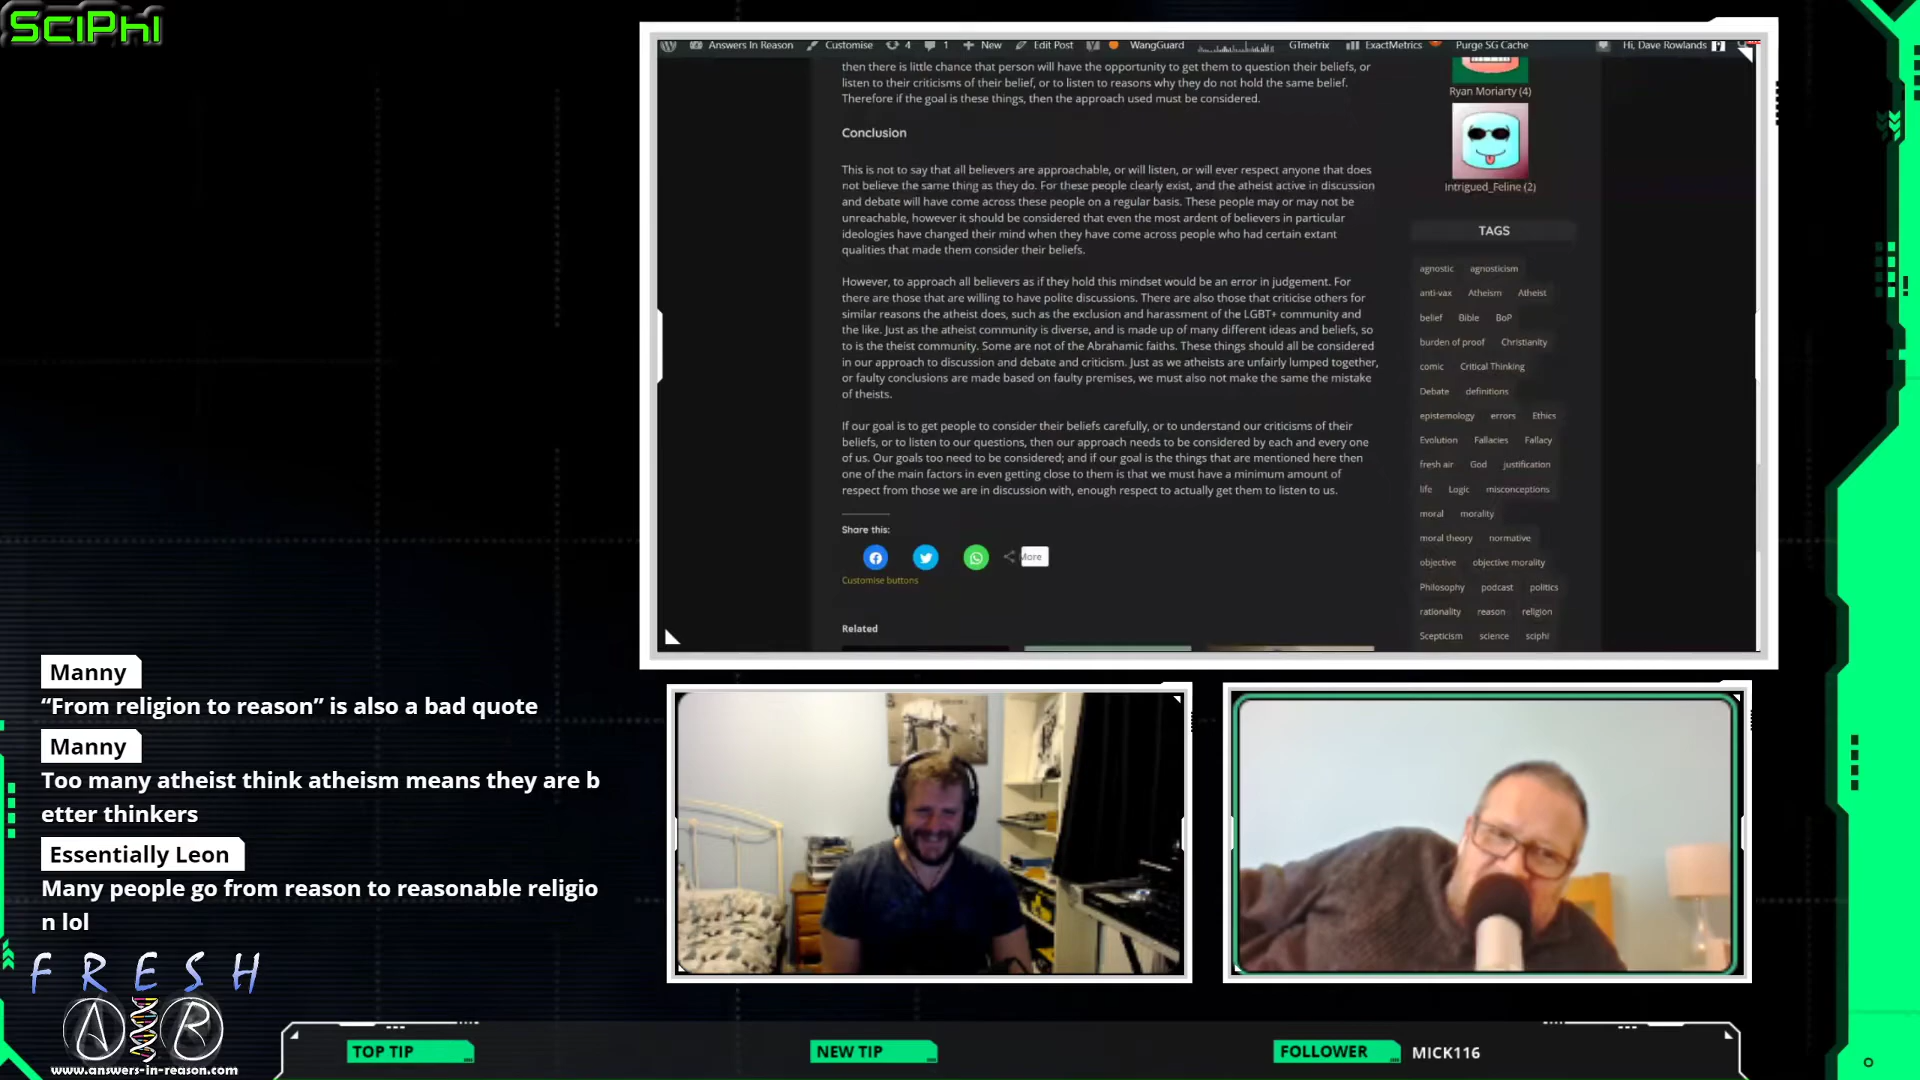 SCIPHI
Answers In Reason Customise 4 1 New Edit Post WangGuard GTmetrix ExactMetrics Purge SG Cache Hi, Dave Rowlands
then there is little chance that person will have the opportunity to get them to question their beliefs, or
listen to their criticisms of their belief, or to listen to reasons why they do not hold the same belief.
Therefore if the goal is these things, then the approach used must be considered.
Conclusion
This is not to say that all believers are approachable, or will listen, or will ever respect anyone that does
not believe the same thing as they do. For these people clearly exist, and the atheist active in discussion
and debate will have come across these people on a regular basis. These people may or may not be
unreachable, however it should be considered that even the most ardent of believers in particular
ideologies have changed their mind when they have come across people who had certain extant
qualities that made them consider their beliefs.
However, to approach all believers as if they hold this mindset would be an error in judgement. For
there are those that are willing to have polite discussions. There are also those that criticise others for
similar reasons the atheist does, such as the exclusion and harassment of the LGBT+ community and
the like. Just as the atheist community is diverse, and is made up of many different ideas and beliefs, so
to is the theist community. Some are not of the Abrahamic faiths. These things should all be considered
in our approach to discussion and debate and criticism. Just as we atheists are unfairly lumped together,
or faulty conclusions are made based on faulty premises, we must also not make the same the mistake
of theists.
If our goal is to get people to consider their beliefs carefully, or to understand our criticisms of their
beliefs, or to listen to our questions, then our approach needs to be considered by each and every one
of us. Our goals too need to be considered; and if our goal is the things that are mentioned here then
one of the main factors in even getting close to them is that we must have a minimum amount of
respect from those we are in discussion with, enough respect to actually get them to listen to us.
Share this:
More
Customise buttons
Related
Ryan Moriarty (4)
Intrigued_Feline (2)
TAGS
agnostic agnosticism
anti-vax Atheism Atheist
belief Bible BoP
burden of proof Christianity
comic Critical Thinking
Debate definitions
epistemology errors Ethics
Evolution Fallacies Fallacy
fresh air God justification
life Logic misconceptions
moral morality
moral theory normative
objective objective morality
Philosophy podcast politics
rationality reason religion
Scepticism science sciphi
Manny
“From religion to reason” is also a bad quote
Manny
Too many atheist think atheism means they are b
etter thinkers
Essentially Leon
Many people go from reason to reasonable religio
n lol
FRESH
A R
www.answers-in-reason.com
TOP TIP
NEW TIP
FOLLOWER MICK116